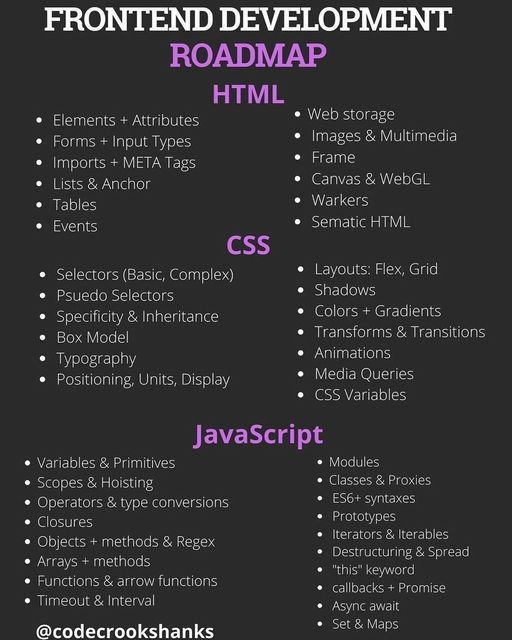 FRONTEND DEVELOPMENT
ROADMAP
HTML
• Elements + Attributes
• Forms + Input Types
• Imports + META Tags
• Lists & Anchor
• Tables
• Events
• Web storage
• Images & Multimedia
• Frame
• Canvas & WebGL
• Warkers
• Sematic HTML
CSS
• Selectors (Basic, Complex)
• Psuedo Selectors
• Specificity & Inheritance
• Box Model
• Typography
• Positioning, Units, Display
• Layouts: Flex, Grid
• Shadows
• Colors + Gradients
• Transforms & Transitions
• Animations
• Media Queries
• CSS Variables
JavaScript
• Variables & Primitives
• Scopes & Hoisting
• Operators & type conversions
• Closures
• Objects + methods & Regex
• Arrays + methods
• Functions & arrow functions
• Timeout & Interval
• Modules
• Classes & Proxies
• ES6+ syntaxes
• Prototypes
• Iterators & Iterables
• Destructuring & Spread
• "this" keyword
• callbacks + Promise
• Async await
• Set & Maps
@codecrookshanks